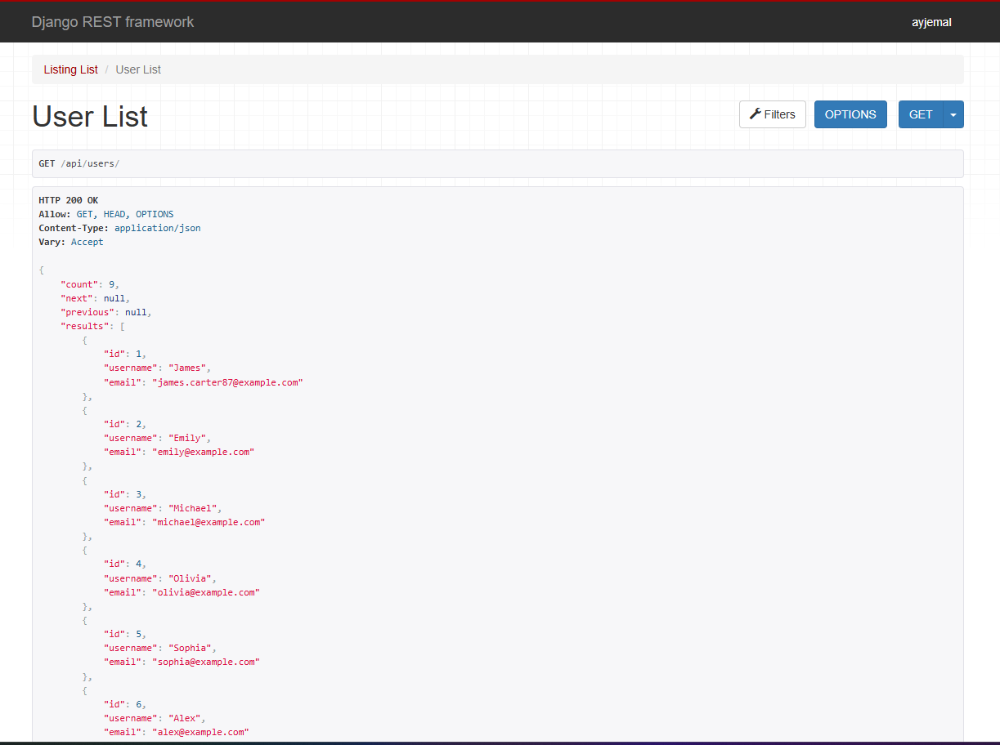 Django REST framework
ayjemal
Listing List / User List
User List
Filters
OPTIONS
GET
GET /api/users/
HTTP 200 OK
Allow: GET, HEAD, OPTIONS
Content-Type: application/json
Vary: Accept
{
    "count": 9,
    "next": null,
    "previous": null,
    "results": [
        {
            "id": 1,
            "username": "James",
            "email": "james.carter87@example.com"
        },
        {
            "id": 2,
            "username": "Emily",
            "email": "emily@example.com"
        },
        {
            "id": 3,
            "username": "Michael",
            "email": "michael@example.com"
        },
        {
            "id": 4,
            "username": "Olivia",
            "email": "olivia@example.com"
        },
        {
            "id": 5,
            "username": "Sophia",
            "email": "sophia@example.com"
        },
        {
            "id": 6,
            "username": "Alex",
            "email": "alex@example.com"